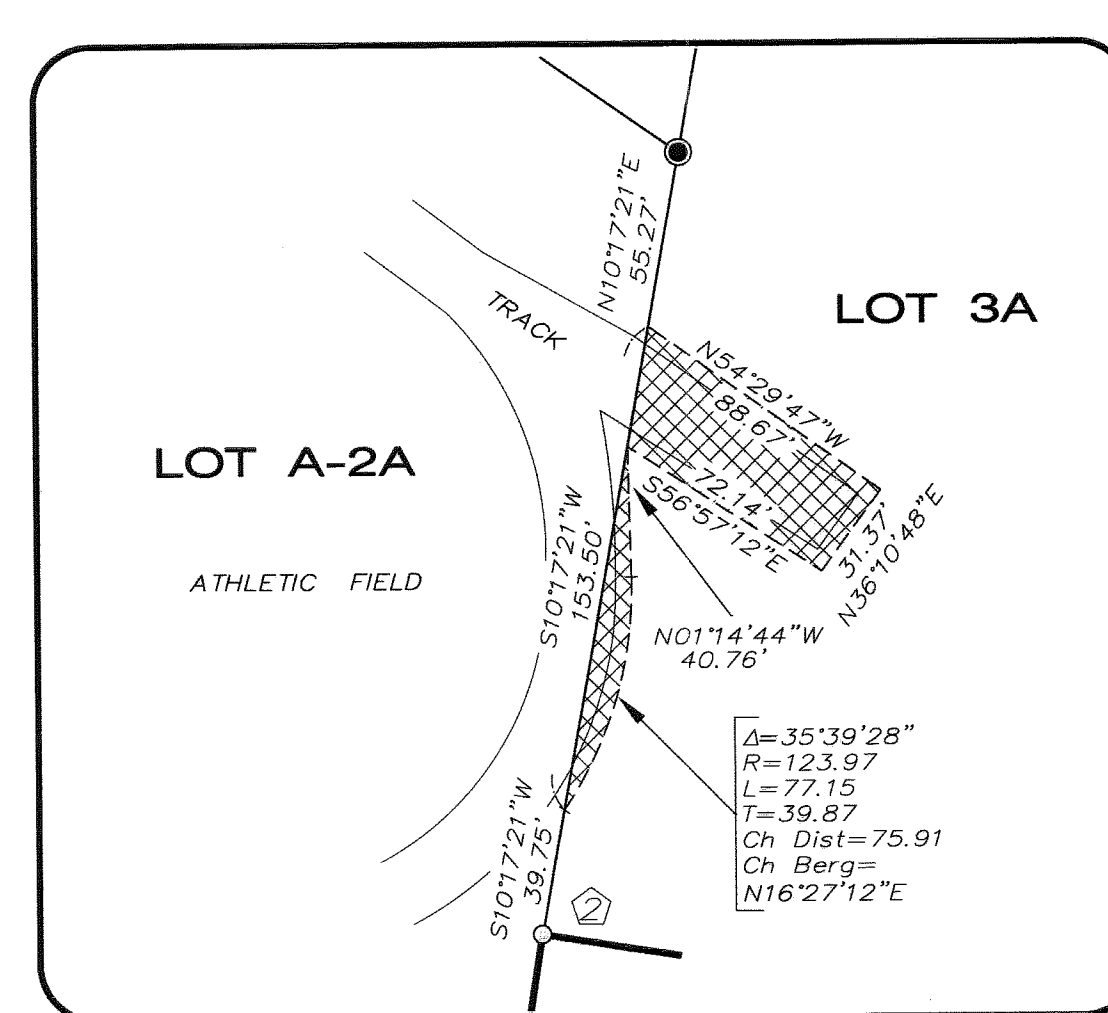 N10°17'21"E
55.27'
TRACK
LOT 3A
N54°29'47"W
88.67'
LOT A-2A
72.14'
S56°57'12"E
31.37'
N36°10'48"E
S10°17'21"W
153.50'
ATHLETIC FIELD
N01°14'44"W
40.76'
Δ=35°39'28"
R=123.97
L=77.15
T=39.87
Ch Dist=75.91
Ch Berg=
N16°27'12"E
S10°17'21"W
39.75'
2